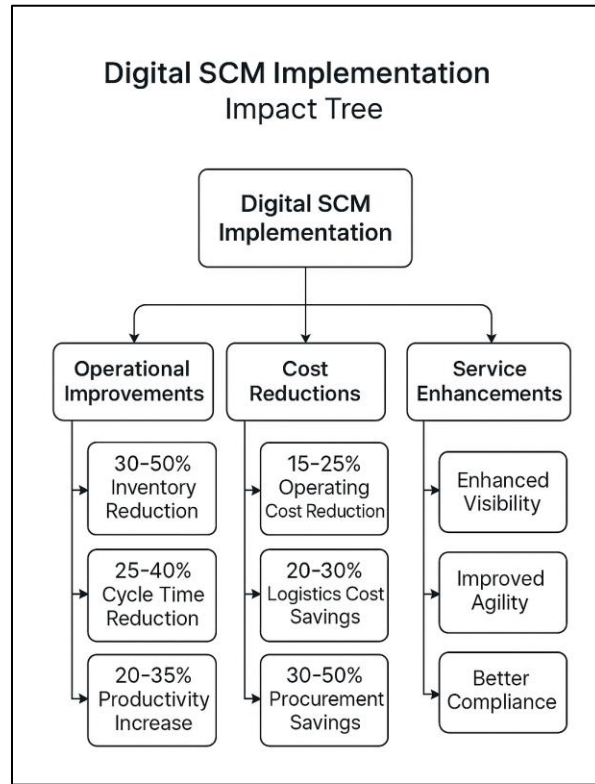 Digital SCM Implementation
Impact Tree
Digital SCM
Implementation
Operational
Improvements
30–50%
Inventory
Reduction
25–40%
Cycle Time
Reduction
20–35%
Productivity
Increase
Cost
Reductions
15–25%
Operating
Cost Reduction
20–30%
Logistics Cost
Savings
30–50%
Procurement
Savings
Service
Enhancements
Enhanced
Visibility
Improved
Agility
Better
Compliance